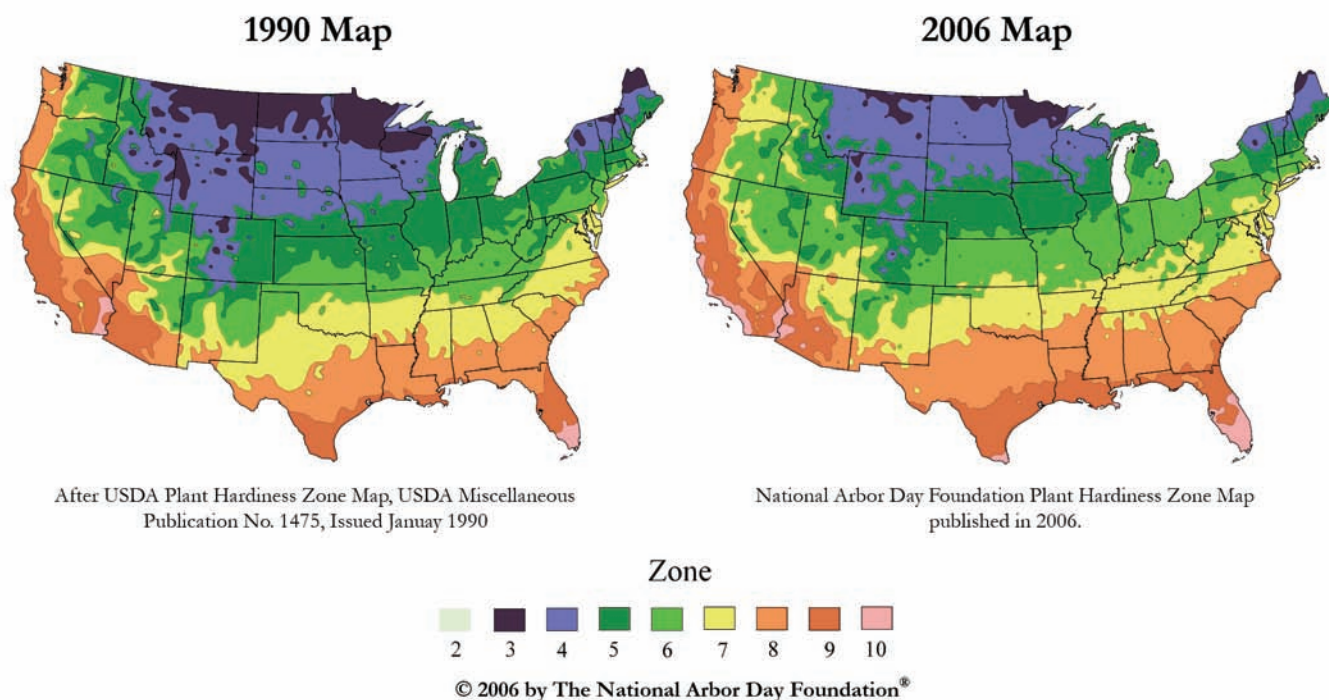 1990 Map
2006 Map
After USDA Plant Hardiness Zone Map, USDA Miscellaneous
Publication No. 1475, Issued Januay 1990
National Arbor Day Foundation Plant Hardiness Zone Map
published in 2006.
Zone
2 3 4 5 6 7 8 9 10
© 2006 by The National Arbor Day Foundation®